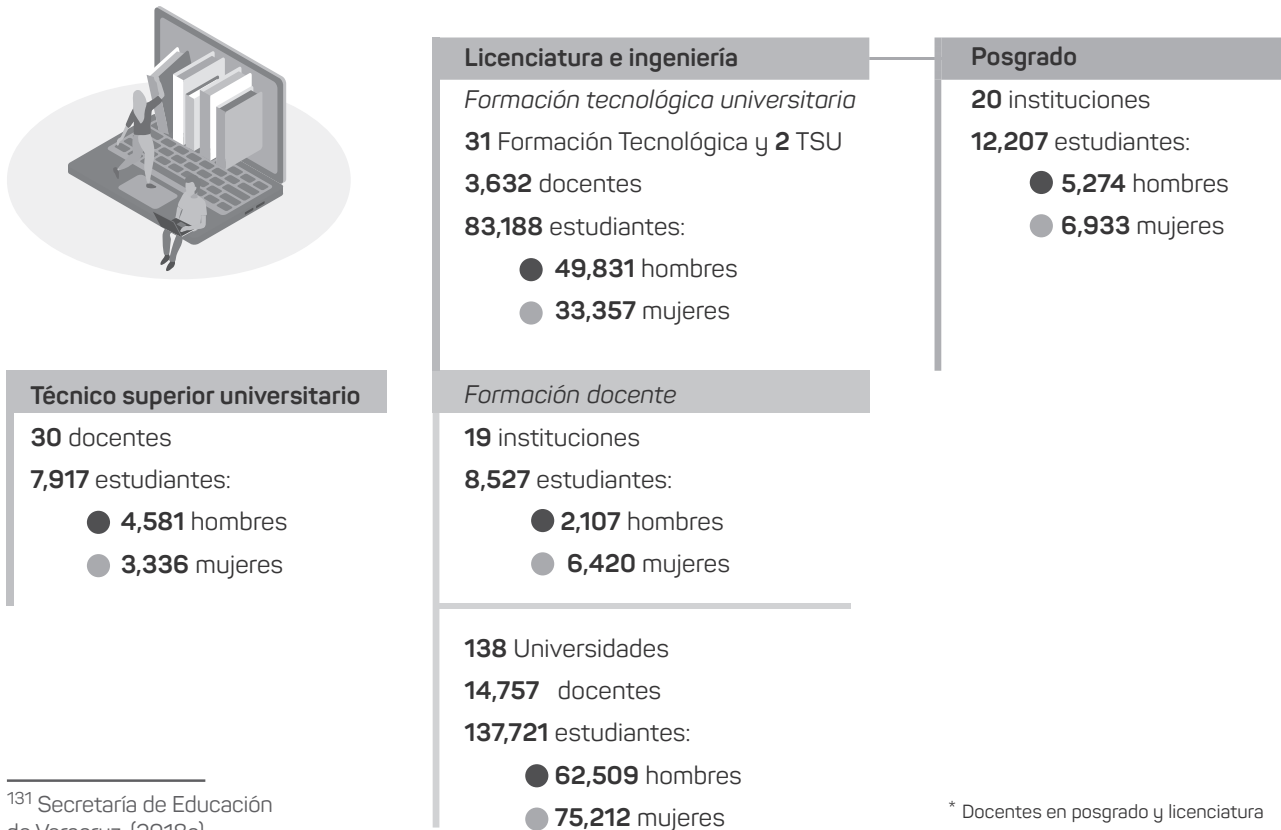 Licenciatura e ingeniería
Formación tecnológica universitaria
31 Formación Tecnológica y 2 TSU
3,632 docentes
83,188 estudiantes:
49,831 hombres
33,357 mujeres
Posgrado
20 instituciones
12,207 estudiantes:
5,274 hombres
6,933 mujeres
Técnico superior universitario
30 docentes
7,917 estudiantes:
4,581 hombres
3,336 mujeres
Formación docente
19 instituciones
8,527 estudiantes:
2,107 hombres
6,420 mujeres
138 Universidades
14,757 docentes
137,721 estudiantes:
62,509 hombres
75,212 mujeres
131 Secretaría de Educación
de Veracruz. (2018c)
* Docentes en posgrado y licenciatura